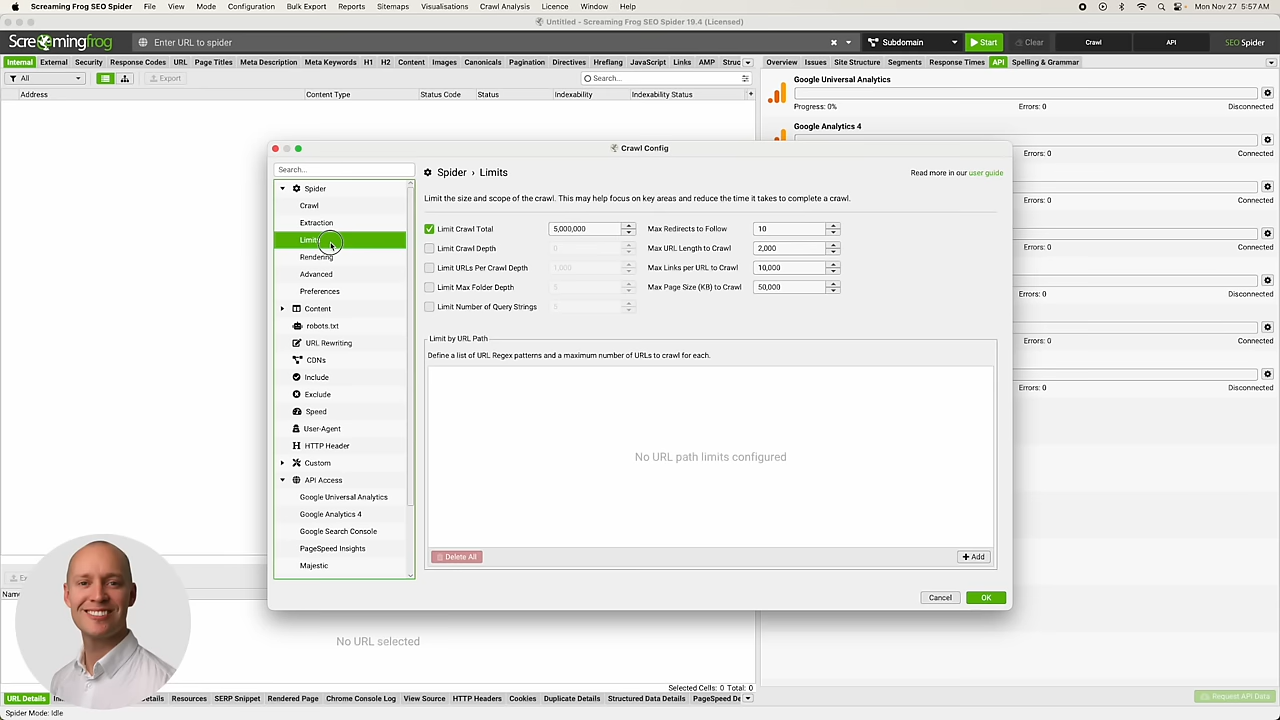 Screaming Frog SEO Spider File View Mode Configuration Bulk Export Reports Sitemaps Visualisations Crawl Analysis Licence Window Help Mon Nov 27 5:57 AM
Untitled - Screaming Frog SEO Spider 19.4 (Licensed)
Screamingfrog Enter URL to spider Subdomain Start Clear Crawl API SEO Spider
Internal External Security Response Codes URL Page Titles Meta Description Meta Keywords H1 H2 Content Images Canonicals Pagination Directives Hreflang JavaScript Links AMP Struc
Overview Issues Site Structure Segments Response Times API Spelling & Grammar
All Export Search...
Address Content Type Status Code Status Indexability Indexability Status +
Google Universal Analytics
Progress: 0% Errors: 0 Disconnected
Google Analytics 4
Errors: 0 Connected
Errors: 0 Connected
Errors: 0 Connected
Errors: 0 Disconnected
Errors: 0 Connected
Errors: 0 Disconnected
Crawl Config
Search...
Spider
Crawl
Extraction
Limits
Rendering
Advanced
Preferences
Content
robots.txt
URL Rewriting
CDNs
Include
Exclude
Speed
User-Agent
HTTP Header
Custom
API Access
Google Universal Analytics
Google Analytics 4
Google Search Console
PageSpeed Insights
Majestic
Spider › Limits
Read more in our user guide
Limit the size and scope of the crawl. This may help focus on key areas and reduce the time it takes to complete a crawl.
Limit Crawl Total 5,000,000 Max Redirects to Follow 10
Limit Crawl Depth 0 Max URL Length to Crawl 2,000
Limit URLs Per Crawl Depth 1,000 Max Links per URL to Crawl 10,000
Limit Max Folder Depth Max Page Size (KB) to Crawl 50,000
Limit Number of Query Strings
Limit by URL Path
Define a list of URL Regex patterns and a maximum number of URLs to crawl for each.
No URL path limits configured
Delete All + Add
Cancel OK
No URL selected
Selected Cells: 0 Total: 0
URL Details Resources SERP Snippet Rendered Page Chrome Console Log View Source HTTP Headers Cookies Duplicate Details Structured Data Details PageSpeed De
Request API Data
Spider Mode: Idle